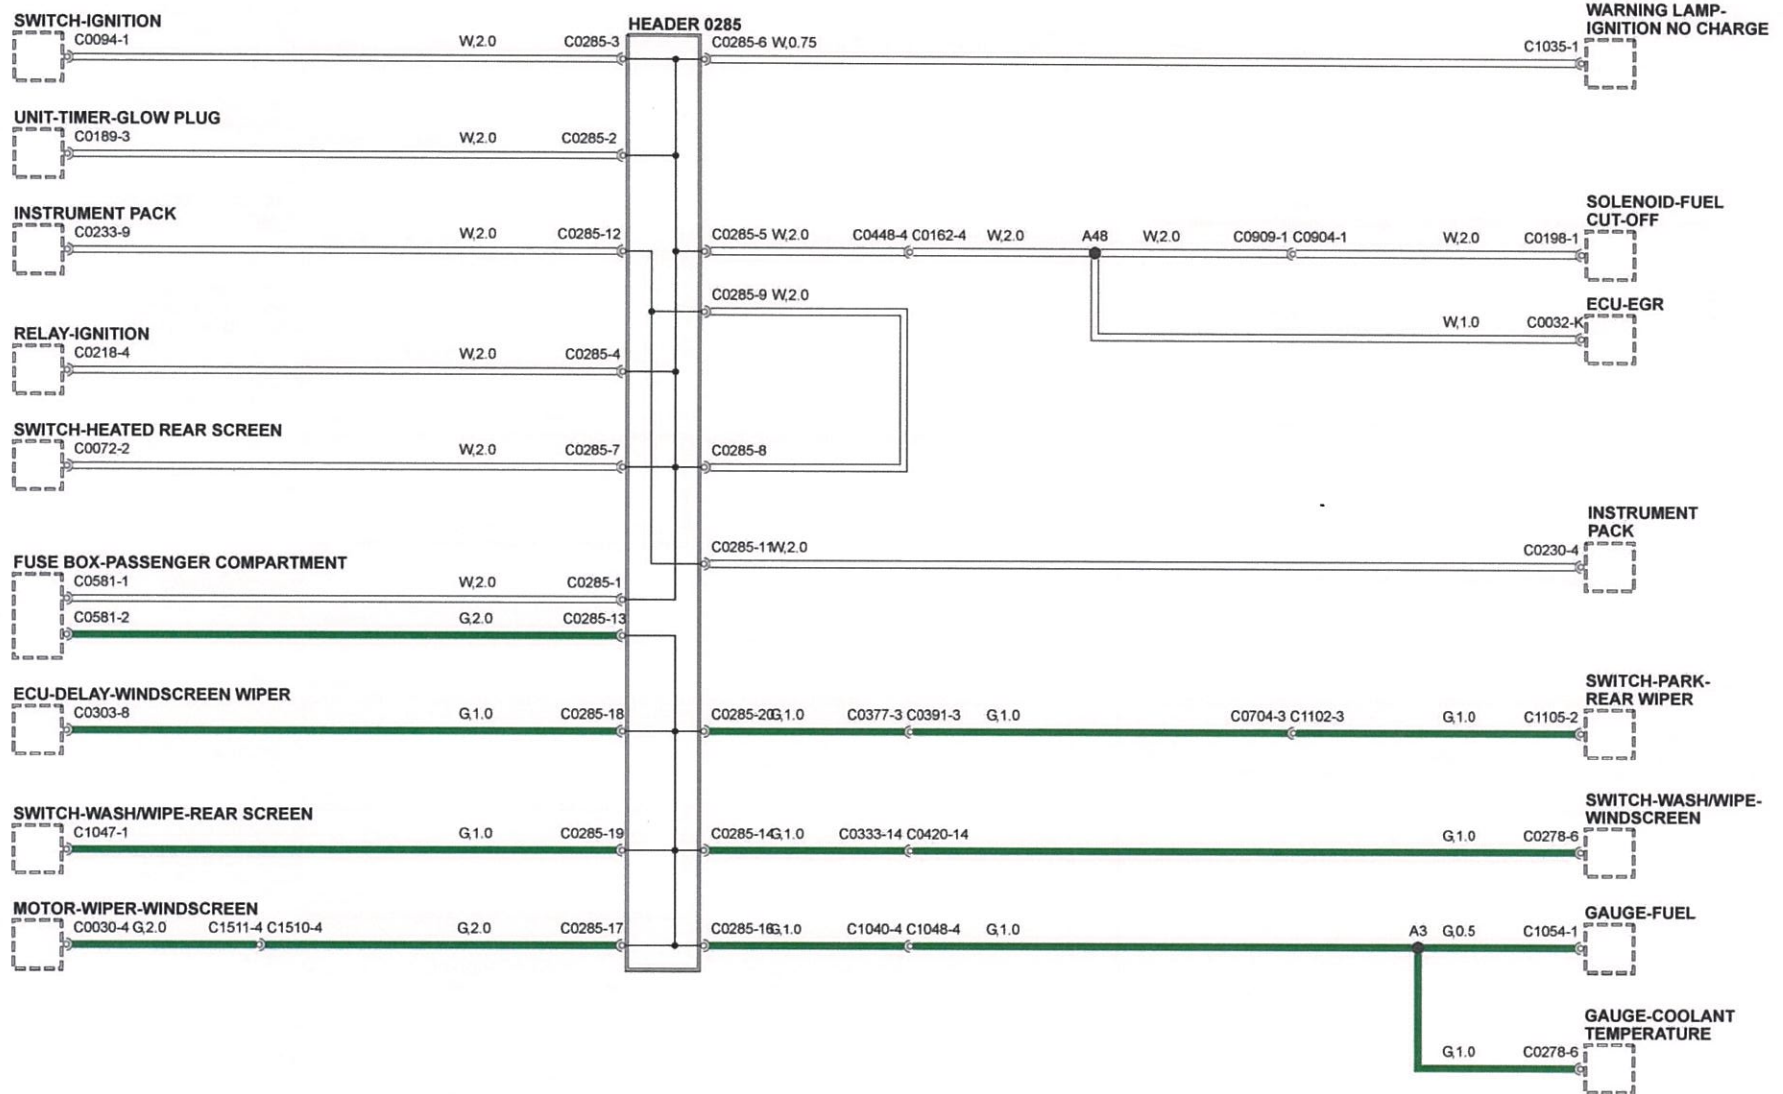 SWITCH-IGNITION
C0094-1 W,2.0 C0285-3
HEADER 0285
C0285-6 W,0.75 C1035-1
WARNING LAMP-
IGNITION NO CHARGE
UNIT-TIMER-GLOW PLUG
C0189-3 W,2.0 C0285-2
INSTRUMENT PACK
C0233-9 W,2.0 C0285-12
C0285-5 W,2.0 C0448-4 C0162-4 W,2.0 A48 W,2.0 C0909-1 C0904-1 W,2.0 C0198-1
SOLENOID-FUEL
CUT-OFF
C0285-9 W,2.0
ECU-EGR
W,1.0 C0032-K
RELAY-IGNITION
C0218-4 W,2.0 C0285-4
SWITCH-HEATED REAR SCREEN
C0072-2 W,2.0 C0285-7
C0285-8
INSTRUMENT
PACK
C0285-11W,2.0 C0230-4
FUSE BOX-PASSENGER COMPARTMENT
C0581-1 W,2.0 C0285-1
C0581-2 G,2.0 C0285-13
ECU-DELAY-WINDSCREEN WIPER
C0303-8 G,1.0 C0285-18
C0285-20G,1.0 C0377-3 C0391-3 G,1.0 C0704-3 C1102-3 G,1.0 C1105-2
SWITCH-PARK-
REAR WIPER
SWITCH-WASH/WIPE-REAR SCREEN
C1047-1 G,1.0 C0285-19
C0285-14G,1.0 C0333-14 C0420-14 G,1.0 C0278-6
SWITCH-WASH/WIPE-
WINDSCREEN
MOTOR-WIPER-WINDSCREEN
C0030-4 G,2.0 C1511-4 C1510-4 G,2.0 C0285-17
C0285-16G,1.0 C1040-4 C1048-4 G,1.0 A3 G,0.5 C1054-1
GAUGE-FUEL
GAUGE-COOLANT
TEMPERATURE
G,1.0 C0278-6